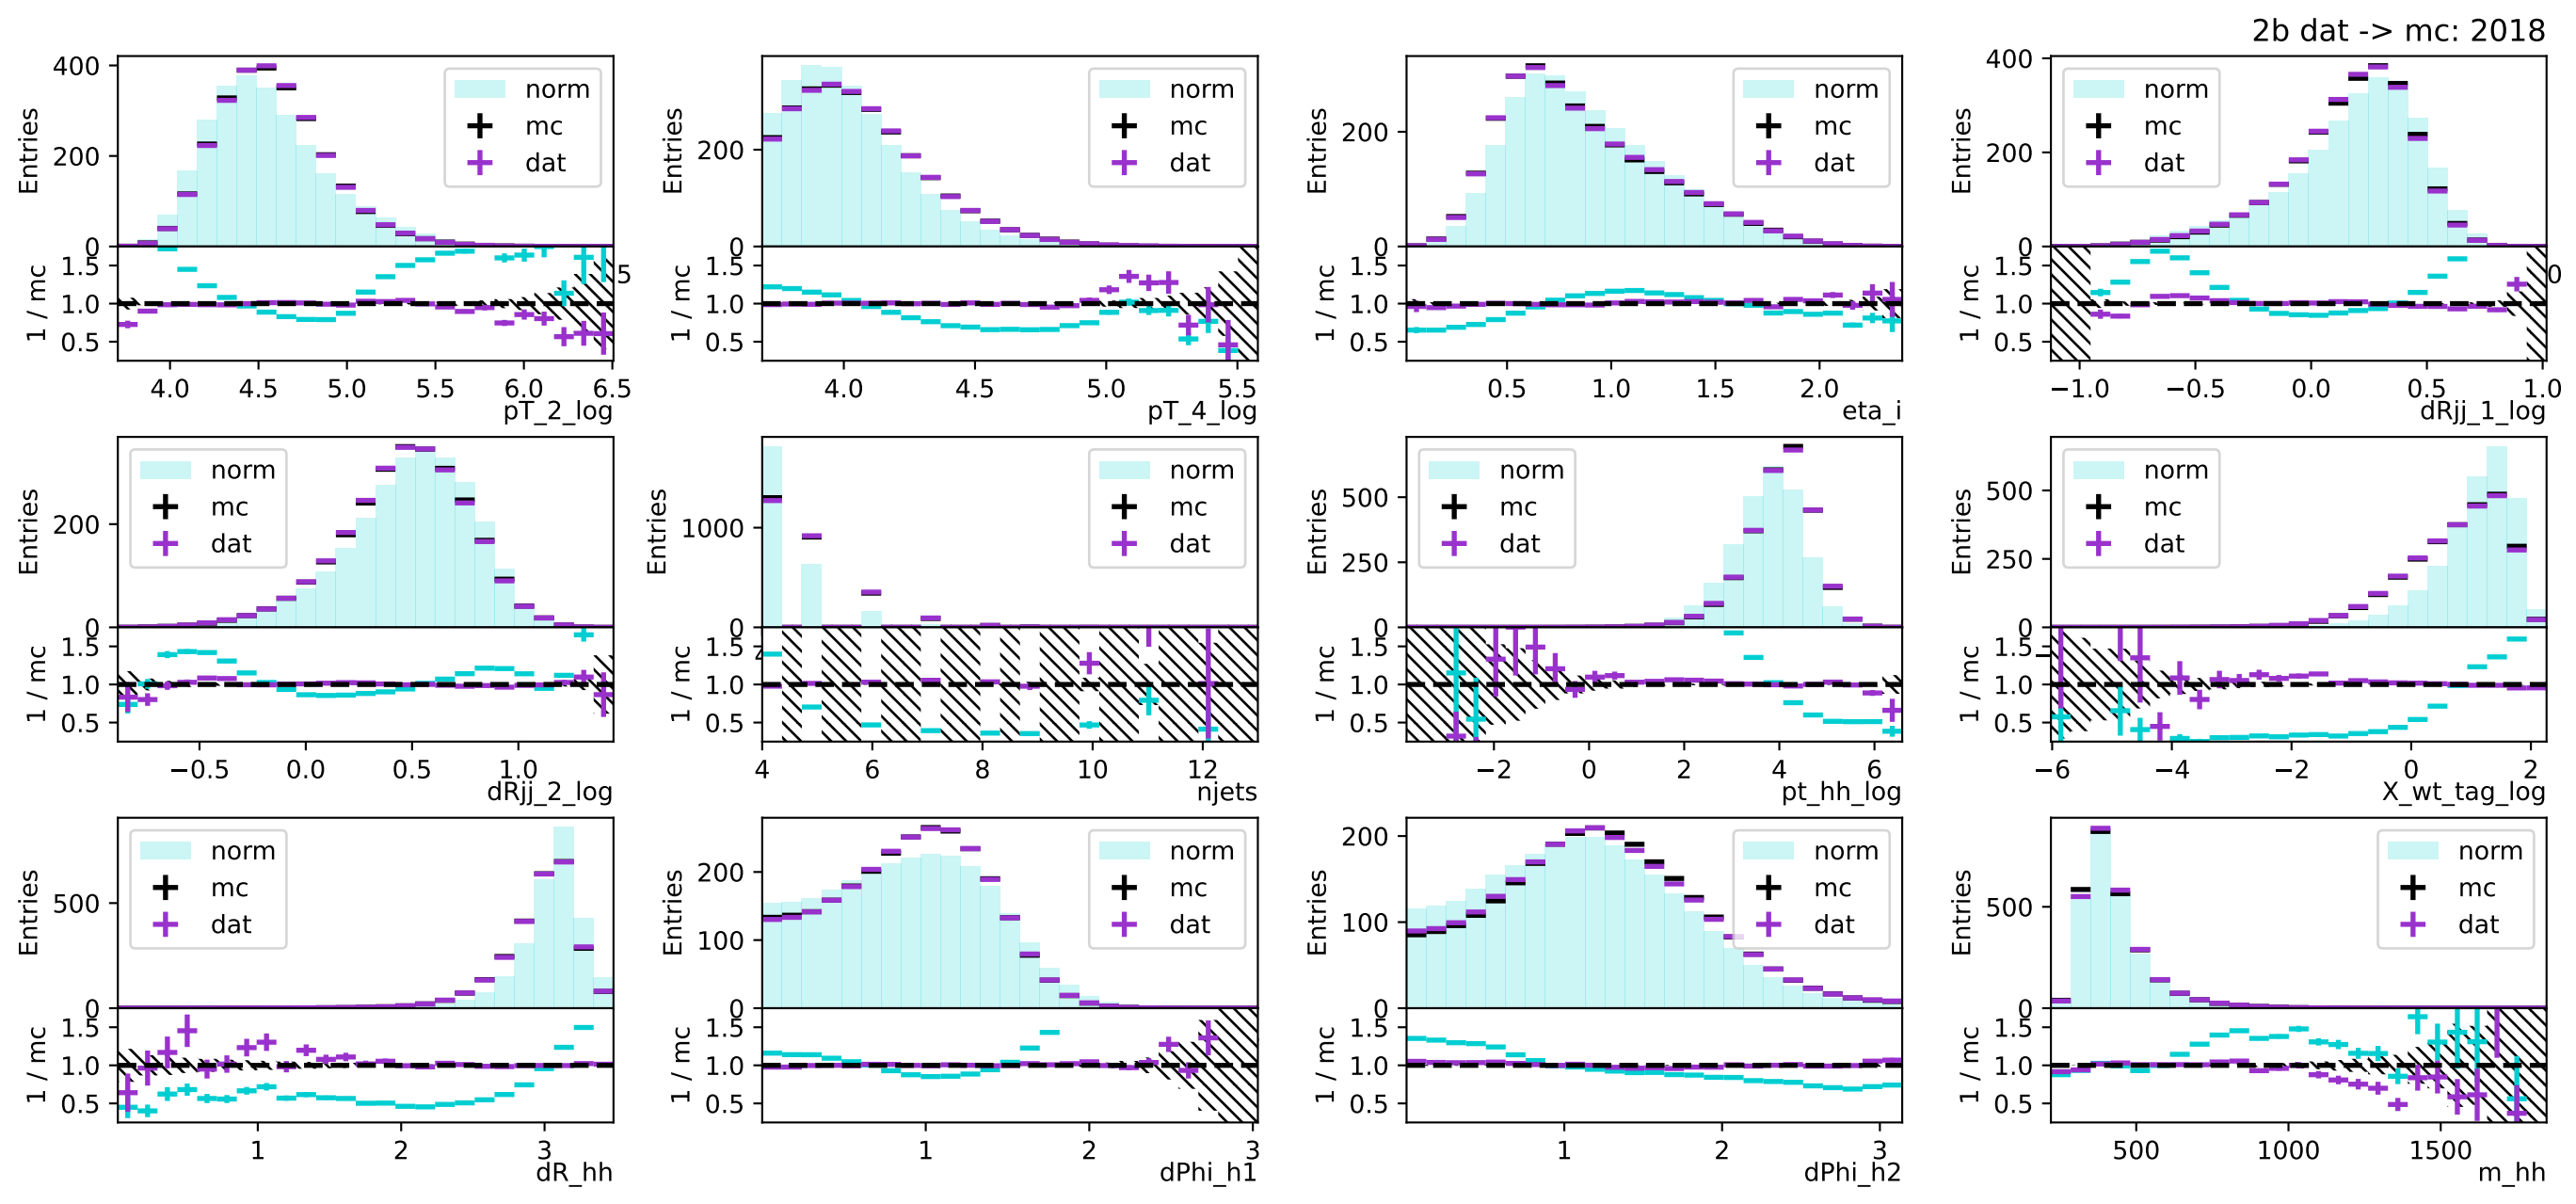 2b dat -> mc: 2018
Entries
400
200
0
norm
mc
dat
1 / mc
1.5
1.0
0.5
5
4.0 4.5 5.0 5.5 6.0 6.5
pT_2_log
Entries
200
0
norm
mc
dat
1 / mc
1.5
1.0
0.5
4.0 4.5 5.0 5.5
pT_4_log
Entries
200
0
norm
mc
dat
1 / mc
1.5
1.0
0.5
0.5 1.0 1.5 2.0
eta_i
Entries
400
200
0
norm
mc
dat
1 / mc
1.5
1.0
0.5
0
−1.0 −0.5 0.0 0.5 1.0
dRjj_1_log
Entries
200
0
norm
mc
dat
1 / mc
1.5
1.0
0.5
−0.5 0.0 0.5 1.0
dRjj_2_log
Entries
1000
0
norm
mc
dat
1 / mc
1.5
1.0
0.5
4 6 8 10 12
njets
Entries
500
250
0
norm
mc
dat
1 / mc
1.5
1.0
0.5
−2 0 2 4 6
pt_hh_log
Entries
500
250
0
norm
mc
dat
1 / mc
1.5
1.0
0.5
−6 −4 −2 0 2
X_wt_tag_log
Entries
500
0
norm
mc
dat
1 / mc
1.5
1.0
0.5
1 2 3
dR_hh
Entries
200
100
0
norm
mc
dat
1 / mc
1.5
1.0
0.5
1 2 3
dPhi_h1
Entries
200
100
0
norm
mc
dat
1 / mc
1.5
1.0
0.5
1 2 3
dPhi_h2
Entries
500
0
norm
mc
dat
1 / mc
1.5
1.0
0.5
500 1000 1500
m_hh